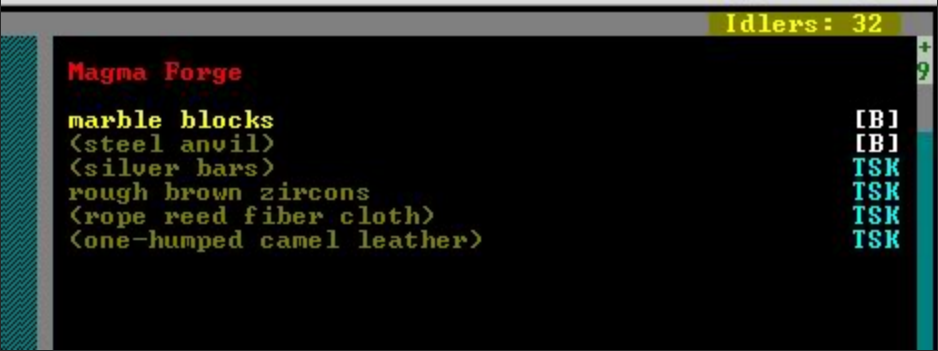 Idlers: 32
+
9
Magma Forge
marble blocks [B]
(steel anvil) [B]
(silver bars) TSK
rough brown zircons TSK
(rope reed fiber cloth) TSK
(one-humped camel leather) TSK